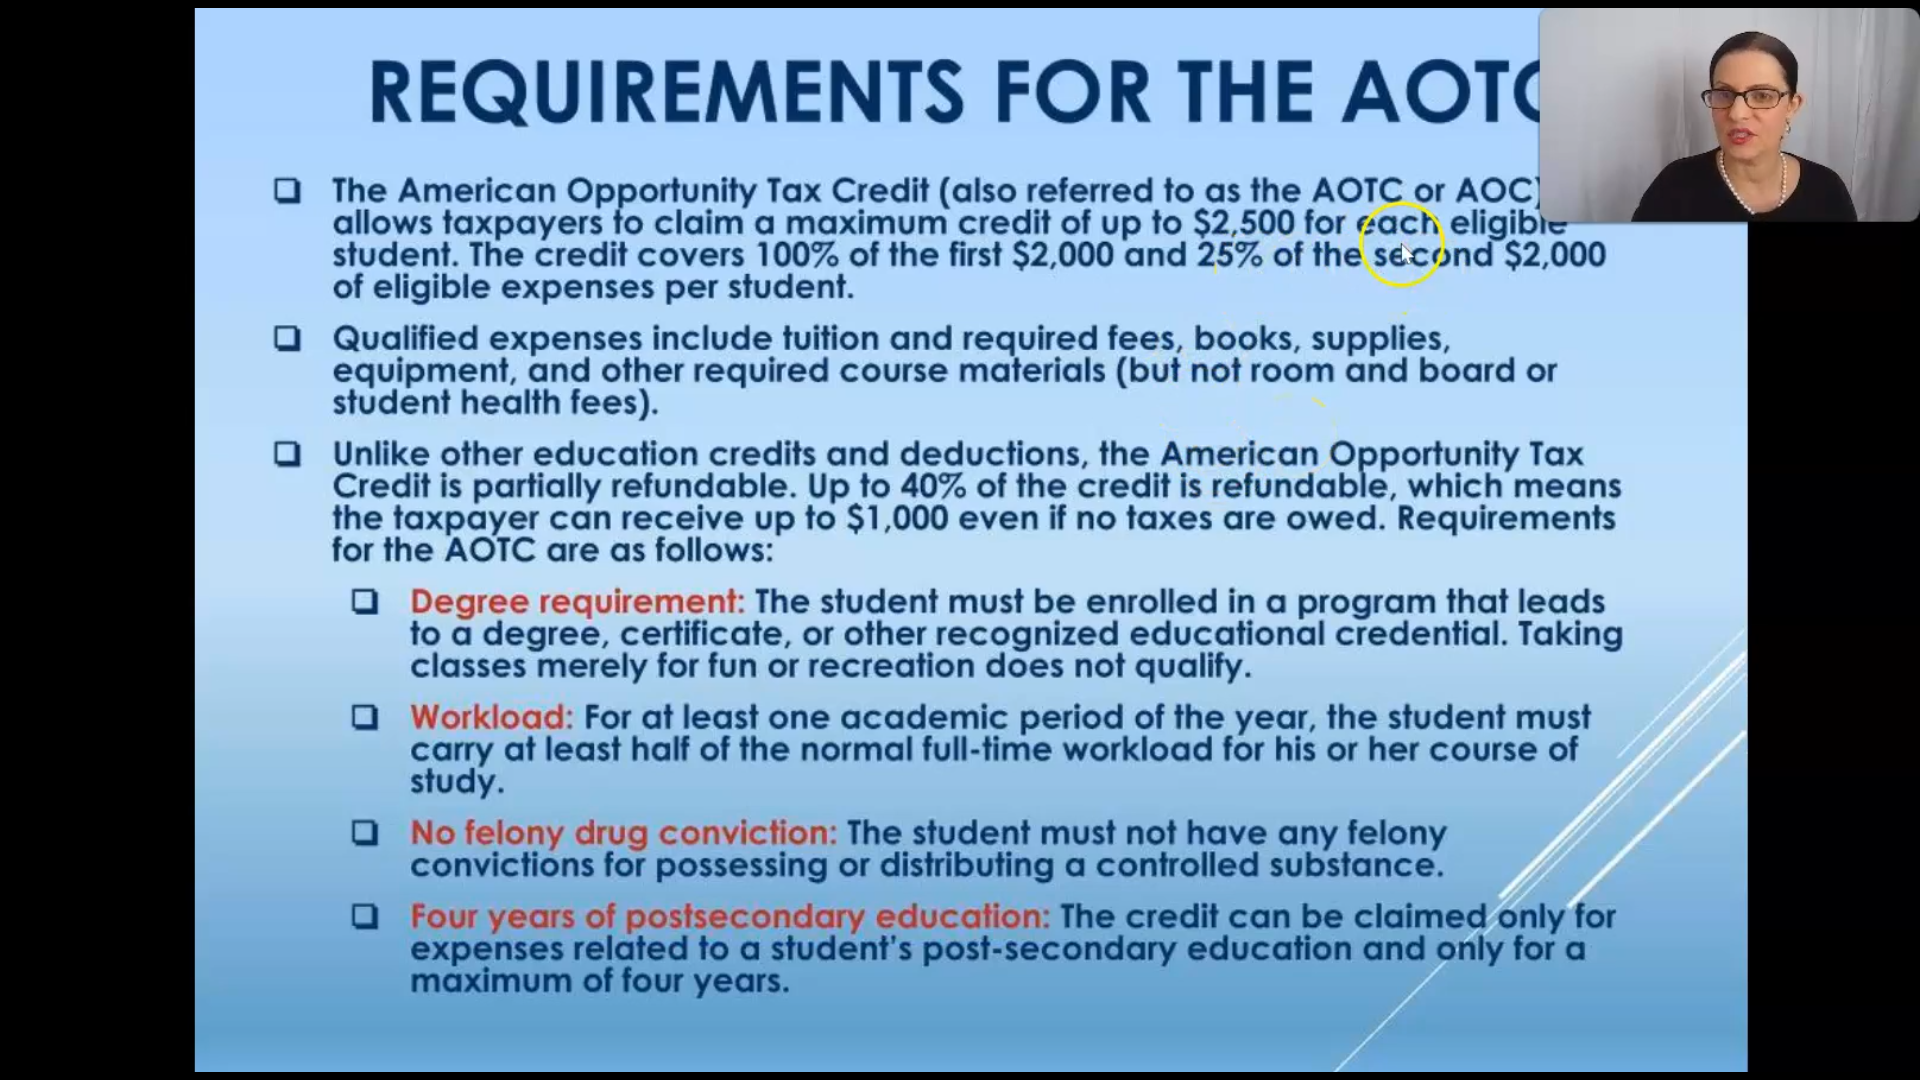 REQUIREMENTS FOR THE AOTC
The American Opportunity Tax Credit (also referred to as the AOTC or AOC)
allows taxpayers to claim a maximum credit of up to $2,500 for each eligible
student. The credit covers 100% of the first $2,000 and 25% of the second $2,000
of eligible expenses per student.
Qualified expenses include tuition and required fees, books, supplies,
equipment, and other required course materials (but not room and board or
student health fees).
Unlike other education credits and deductions, the American Opportunity Tax
Credit is partially refundable. Up to 40% of the credit is refundable, which means
the taxpayer can receive up to $1,000 even if no taxes are owed. Requirements
for the AOTC are as follows:
Degree requirement: The student must be enrolled in a program that leads
to a degree, certificate, or other recognized educational credential. Taking
classes merely for fun or recreation does not qualify.
Workload: For at least one academic period of the year, the student must
carry at least half of the normal full-time workload for his or her course of
study.
No felony drug conviction: The student must not have any felony
convictions for possessing or distributing a controlled substance.
Four years of postsecondary education: The credit can be claimed only for
expenses related to a student's post-secondary education and only for a
maximum of four years.